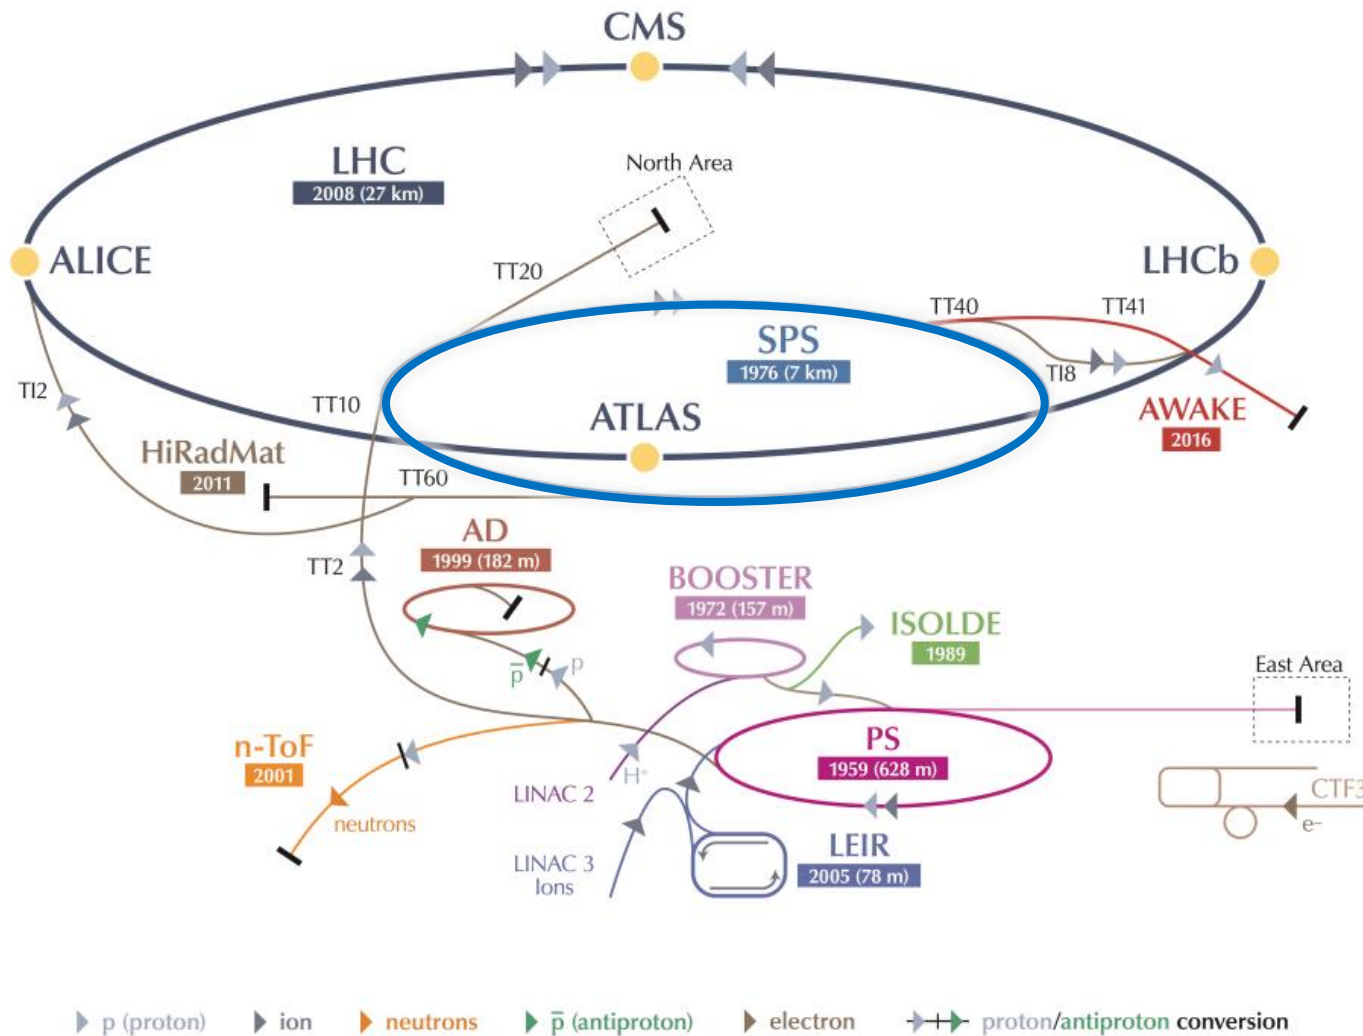 CMS
LHC
2008 (27 km)
North Area
ALICE
TT20
LHCb
TT40
TT41
SPS
1976 (7 km)
TI2
TT10
TI8
ATLAS
AWAKE
2016
HiRadMat
2011
TT60
AD
1999 (182 m)
TT2
BOOSTER
1972 (157 m)
ISOLDE
1989
p̅
p
East Area
n-ToF
2001
PS
1959 (628 m)
H⁺
LINAC 2
neutrons
CTF3
e−
LEIR
2005 (78 m)
LINAC 3
Ions
p (proton)
ion
neutrons
p̅ (antiproton)
electron
proton/antiproton conversion